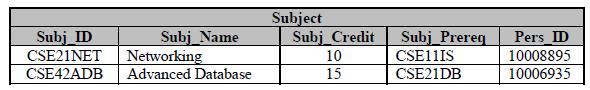 Subject
Subj_ID Subj_Name Subj_Credit Subj_Prereq Pers_ID
CSE21NET Networking 10 CSE11IS 10008895
CSE42ADB Advanced Database 15 CSE21DB 10006935